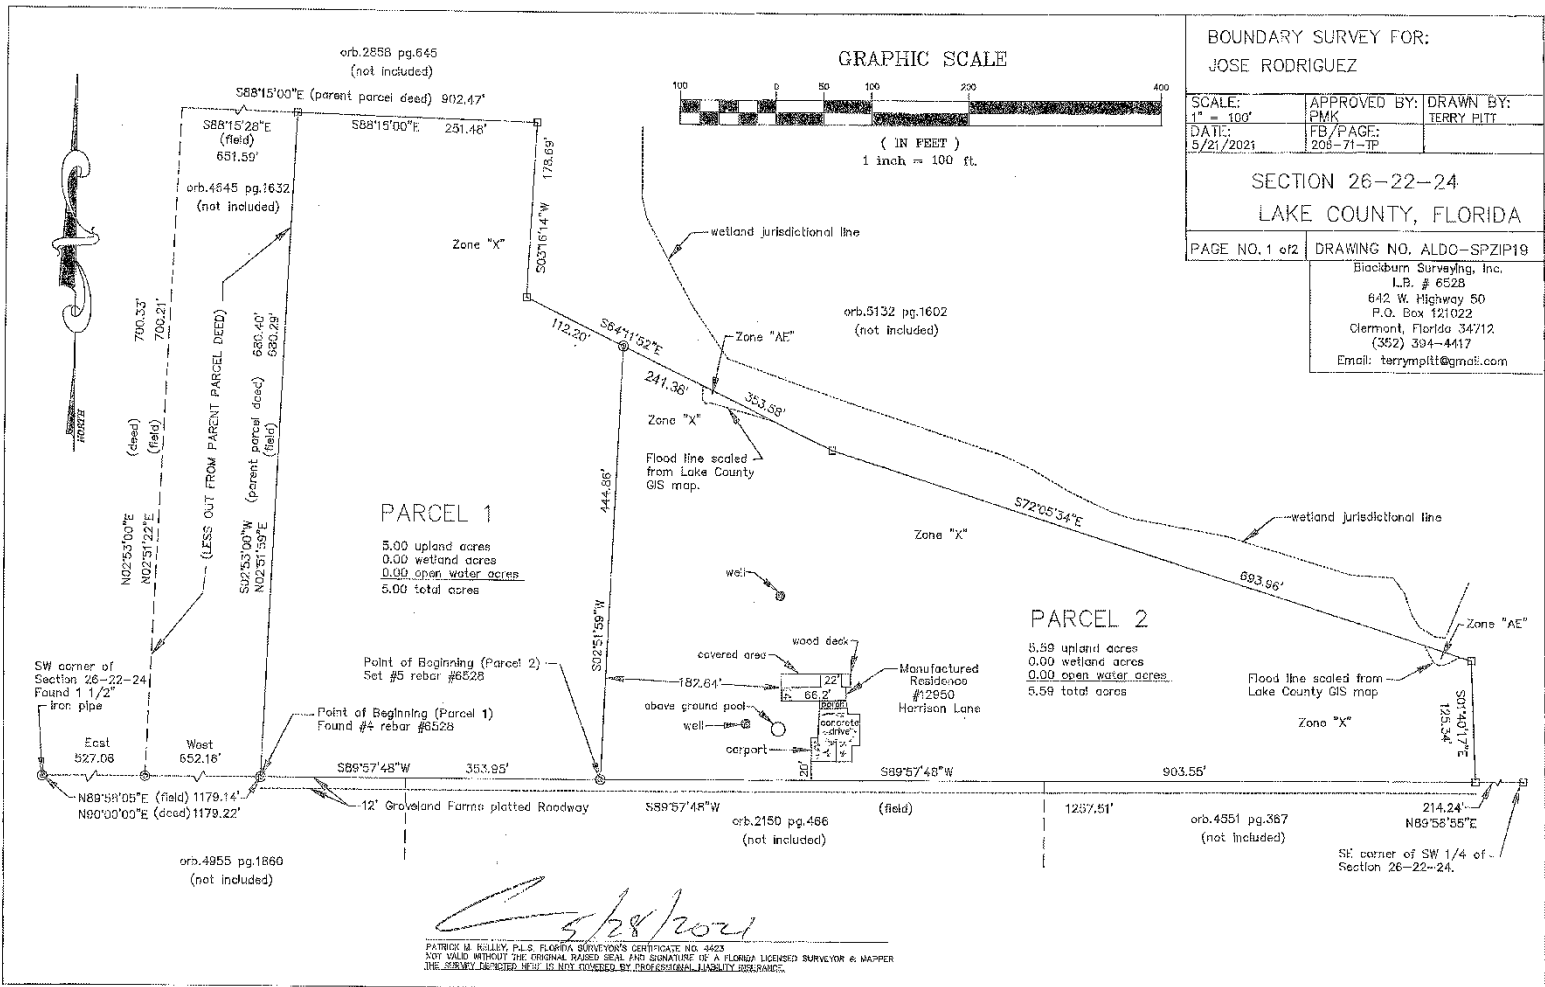 BOUNDARY SURVEY FOR:
JOSE RODRIGUEZ
SCALE:
1" = 100'
APPROVED BY:
PMK
DRAWN BY:
TERRY PITT
DATE:
5/21/2021
FB/PAGE:
206-71-TP
SECTION 26-22-24
LAKE COUNTY, FLORIDA
PAGE NO. 1 of2
DRAWING NO. ALDO-SPZIP19
Blackburn Surveying, Inc.
L.B. # 6528
642 W. Highway 50
P.O. Box 121022
Clermont, Florida 34712
(352) 394-4417
Email: terrympitt@gmail.com
GRAPHIC SCALE
100 0 50 100 200 400
( IN FEET )
1 inch = 100 ft.
NORTH
orb.2858 pg.645
(not included)
S88°15'00"E (parent parcel deed) 902.47'
S88°15'28"E
(field)
651.59'
S88°15'00"E 251.48'
orb.4645 pg.1632
(not included)
S03°16'14"W 178.69'
Zone "X"
wetland jurisdictional line
orb.5132 pg.1602
(not included)
S64°11'52"E
112.20'
241.38'
353.58'
Zone "AE"
Zone "X"
Flood line scaled
from Lake County
GIS map.
N02°53'00"E (deed) 700.33'
N02°51'22"E (field) 700.21'
(LESS OUT FROM PARENT PARCEL DEED)
S02°53'00"W (parent parcel deed) 680.40'
N02°51'59"E (field) 680.29'
PARCEL 1
5.00 upland acres
0.00 wetland acres
0.00 open water acres
5.00 total acres
S02°51'59"W 444.86'
S72°05'34"E
693.96'
Zone "X"
wetland jurisdictional line
well
PARCEL 2
5.59 upland acres
0.00 wetland acres
0.00 open water acres
5.59 total acres
Zone "AE"
Flood line scaled from
Lake County GIS map
Zone "X"
S01°40'17"E
125.34'
wood deck
covered area
22'
66.2'
182.64'
Manufactured
Residence
#12950
Harrison Lane
porch
above ground pool
well
concrete
drive
carport
20'
SW corner of
Section 26-22-24
Found 1 1/2"
iron pipe
Point of Beginning (Parcel 2)
Set #5 rebar #6528
Point of Beginning (Parcel 1)
Found #4 rebar #6528
East
527.06
West
652.16'
S89°57'48"W 353.95'
S89°57'48"W 903.55'
N89°58'05"E (field) 1179.14'
N90°00'00"E (deed) 1179.22'
12' Groveland Farms platted Roadway
S89°57'48"W (field) 1257.51'
214.24'
N89°58'55"E
orb.4955 pg.1860
(not included)
orb.2150 pg.466
(not included)
orb.4551 pg.367
(not included)
SE corner of SW 1/4 of
Section 26-22-24.
5/28/2021
PATRICK M. KELLEY, P.L.S. FLORIDA SURVEYOR'S CERTIFICATE NO. 4423
NOT VALID WITHOUT THE ORIGINAL RAISED SEAL AND SIGNATURE OF A FLORIDA LICENSED SURVEYOR & MAPPER
THE SURVEY DEPICTED HERE IS NOT COVERED BY PROFESSIONAL LIABILITY INSURANCE.